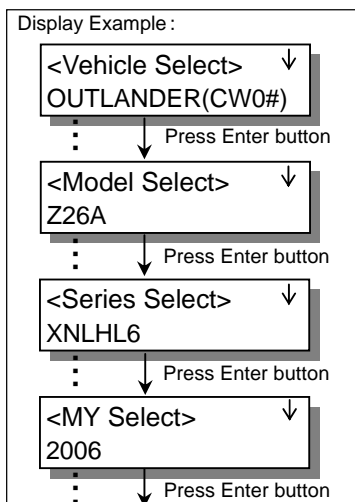 Display Example :
<Vehicle Select> ↓
OUTLANDER(CW0#)
Press Enter button
<Model Select> ↓
Z26A
Press Enter button
<Series Select> ↓
XNLHL6
Press Enter button
<MY Select> ↓
2006
Press Enter button